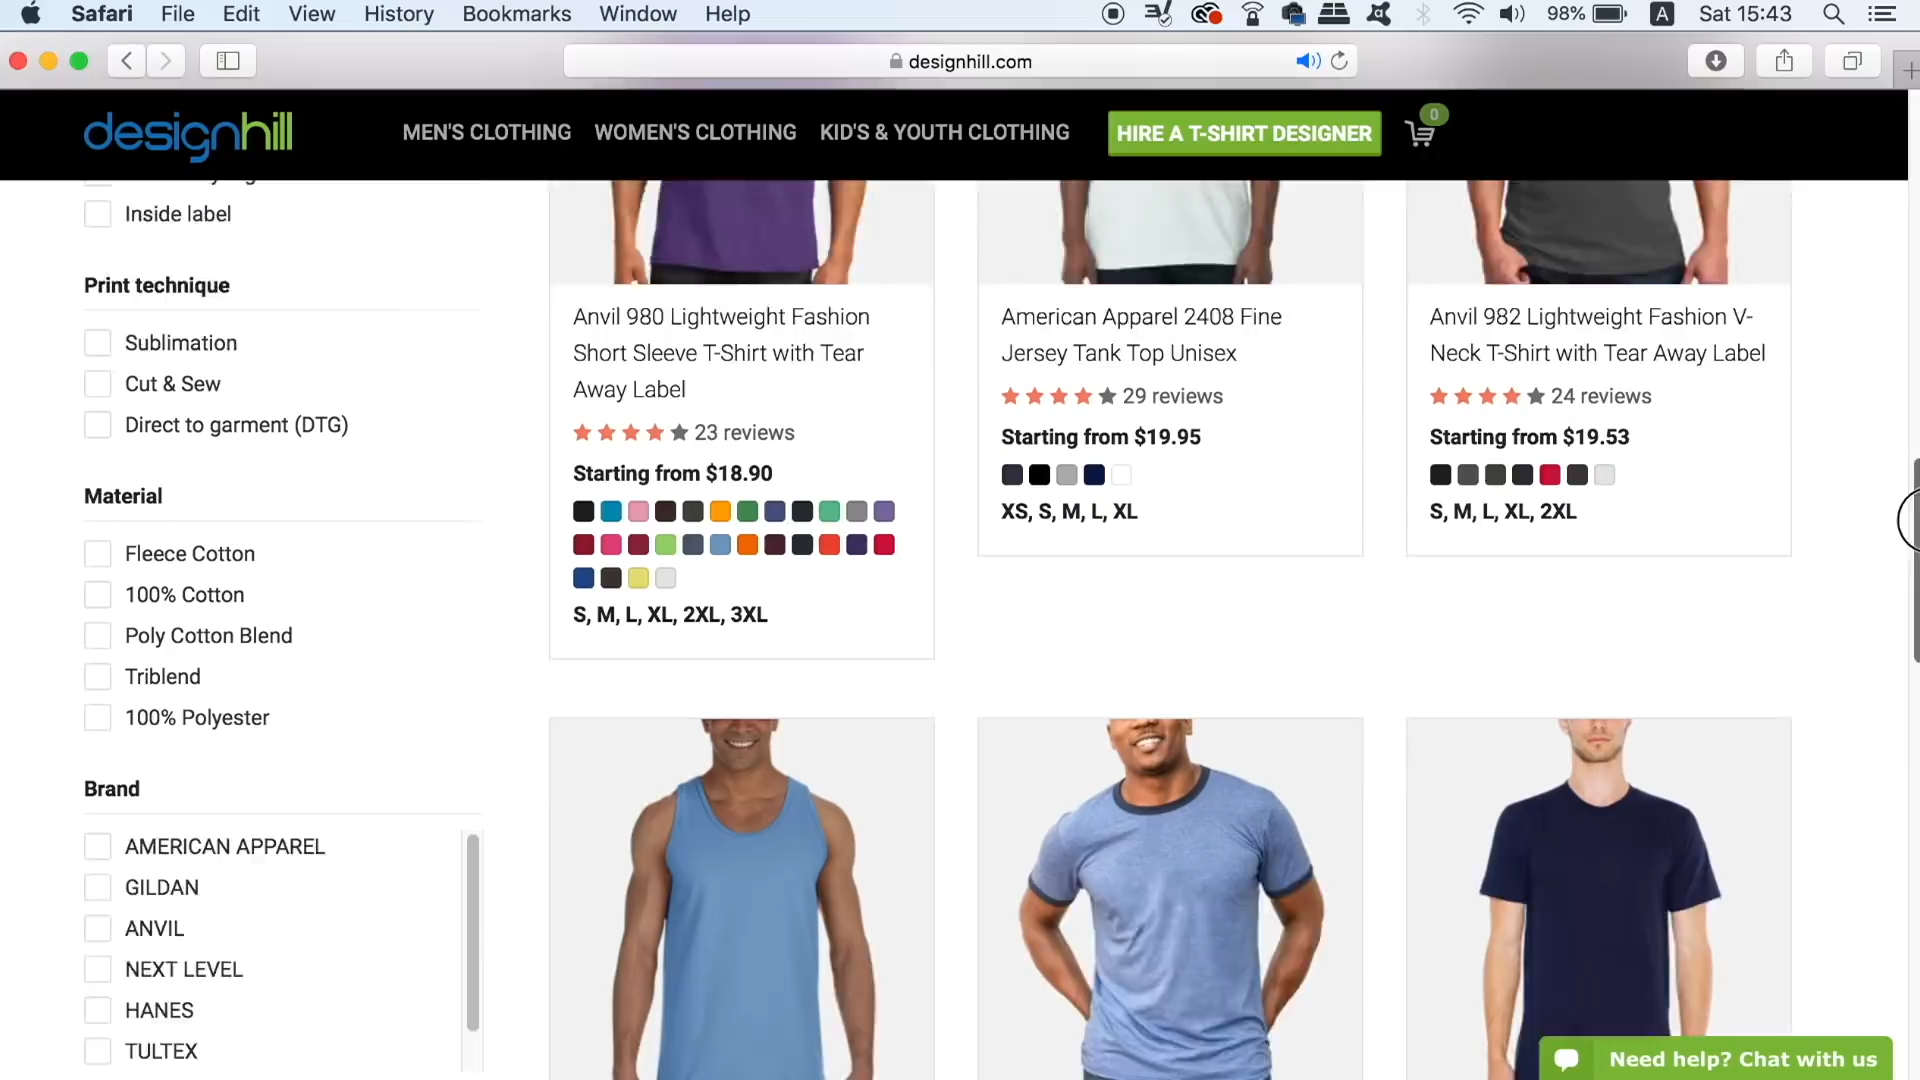 Safari File Edit View History Bookmarks Window Help
98% A Sat 15:43
designhill.com
designhill
MEN'S CLOTHING WOMEN'S CLOTHING KID'S & YOUTH CLOTHING HIRE A T-SHIRT DESIGNER 0
Inside label
Print technique
Sublimation
Cut & Sew
Direct to garment (DTG)
Material
Fleece Cotton
100% Cotton
Poly Cotton Blend
Triblend
100% Polyester
Brand
AMERICAN APPAREL
GILDAN
ANVIL
NEXT LEVEL
HANES
TULTEX
Anvil 980 Lightweight Fashion
Short Sleeve T-Shirt with Tear
Away Label
23 reviews
Starting from $18.90
S, M, L, XL, 2XL, 3XL
American Apparel 2408 Fine
Jersey Tank Top Unisex
29 reviews
Starting from $19.95
XS, S, M, L, XL
Anvil 982 Lightweight Fashion V-
Neck T-Shirt with Tear Away Label
24 reviews
Starting from $19.53
S, M, L, XL, 2XL
Need help? Chat with us